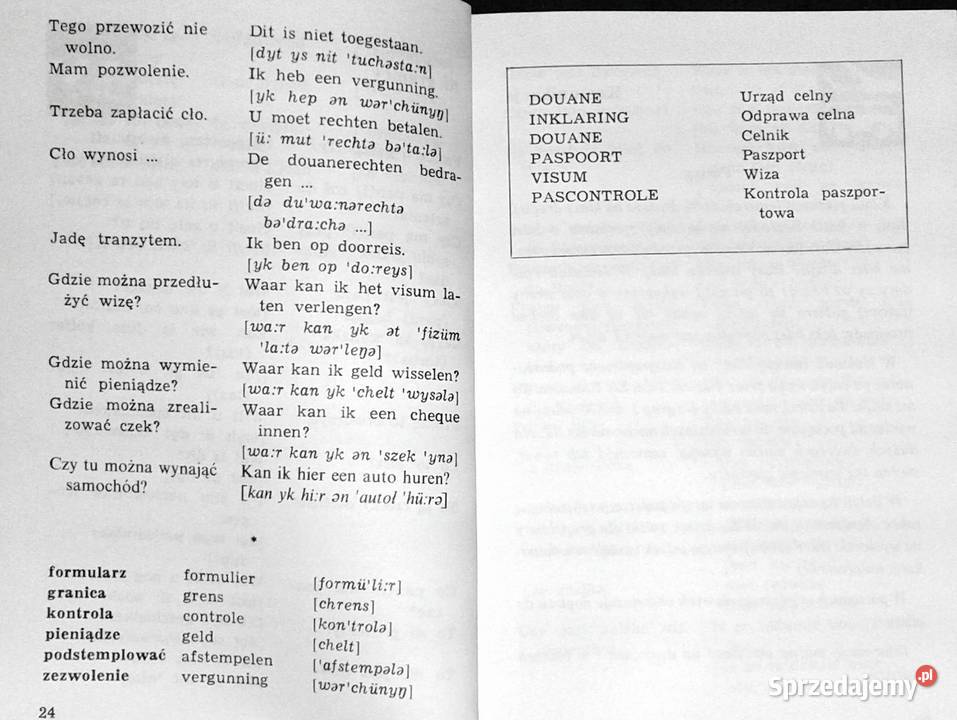 Tego przewozić nie Dit is niet toegestaan.
wolno. [dyt ys nit 'tuchəsta:n]
Mam pozwolenie. Ik heb een vergunning.
[yk hep ən wər'chünyŋ]
Trzeba zapłacić cło. U moet rechten betalen.
[ü: mut 'rechtə bə'ta:lə]
Cło wynosi ... De douanerechten bedra-
gen ...
[də du'wa:nərechtə
bə'dra:chə ...]
Jadę tranzytem. Ik ben op doorreis.
[yk ben op 'do:reys]
Gdzie można przedłu- Waar kan ik het visum la-
żyć wizę? ten verlengen?
[wa:r kan yk ət 'fizüm
'la:tə wər'leŋə]
Gdzie można wymie- Waar kan ik geld wisselen?
nić pieniądze? [wa:r kan yk 'chelt 'wysələ]
Gdzie można zreali- Waar kan ik een cheque
zować czek? innen?
[wa:r kan yk ən 'szek 'ynə]
Czy tu można wynająć Kan ik hier een auto huren?
samochód? [kan yk hi:r ən 'autoł 'hü:rə]
*
formularz formulier [formü'li:r]
granica grens [chrens]
kontrola controle [kon'trolə]
pieniądze geld [chelt]
podstemplować afstempelen ['afstempələ]
zezwolenie vergunning [wər'chünyŋ]
24
DOUANE Urząd celny
INKLARING Odprawa celna
DOUANE Celnik
PASPOORT Paszport
VISUM Wiza
PASCONTROLE Kontrola paszpor-
towa
Sprzedajemy.pl